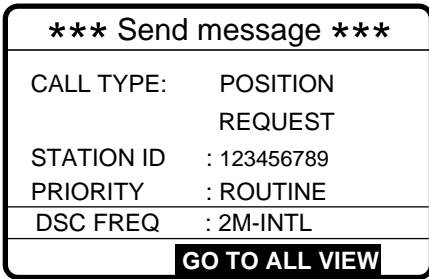 *** Send message ***
CALL TYPE: POSITION
REQUEST
STATION ID : 123456789
PRIORITY : ROUTINE
DSC FREQ : 2M-INTL
GO TO ALL VIEW